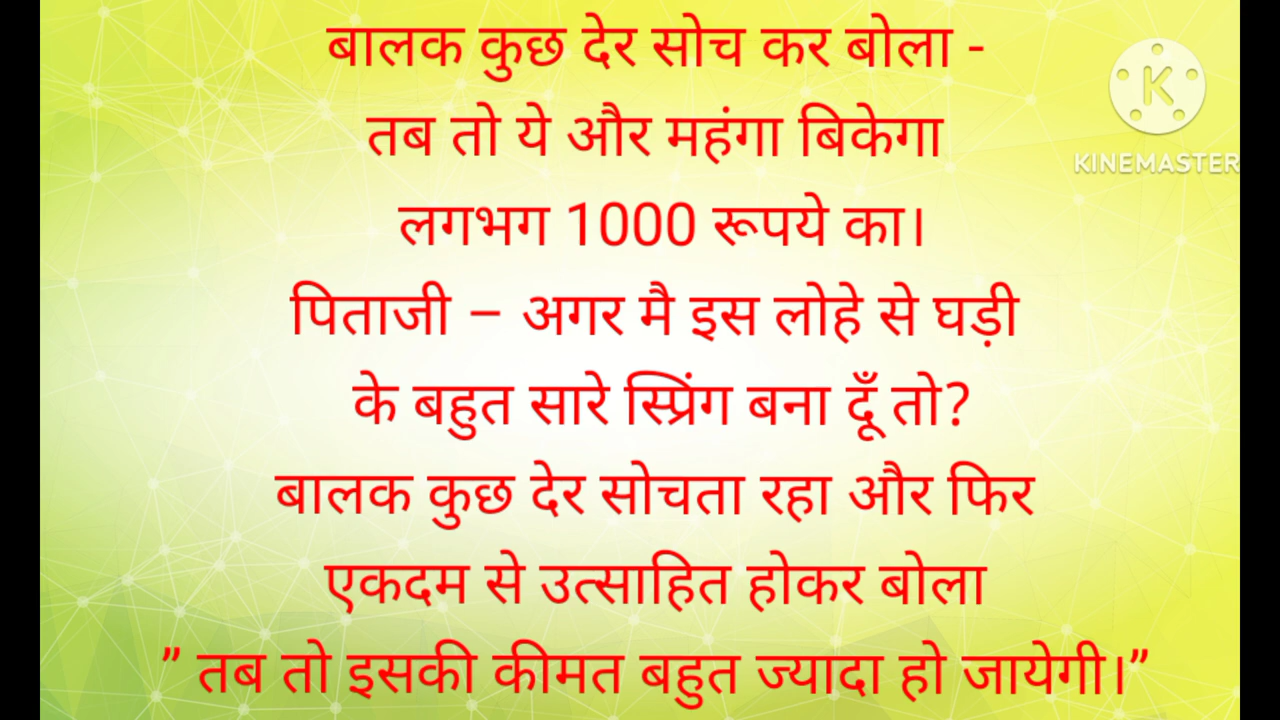 बालक कुछ देर सोच कर बोला -
तब तो ये और महंगा बिकेगा
लगभग 1000 रूपये का।
पिताजी – अगर मै इस लोहे से घड़ी
के बहुत सारे स्प्रिंग बना दूँ तो?
बालक कुछ देर सोचता रहा और फिर
एकदम से उत्साहित होकर बोला
” तब तो इसकी कीमत बहुत ज्यादा हो जायेगी।”
K
KINEMASTER